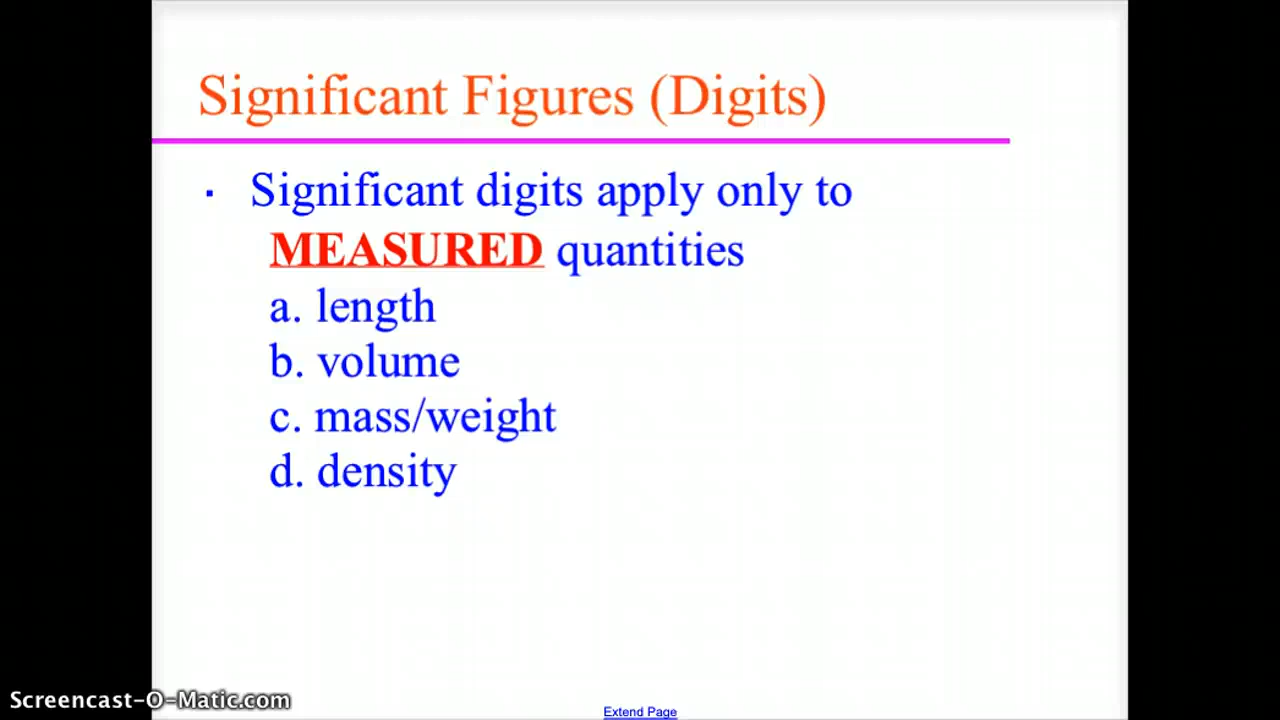 Significant Figures (Digits)
· Significant digits apply only to
MEASURED quantities
a. length
b. volume
c. mass/weight
d. density
Screencast-O-Matic.com
Extend Page